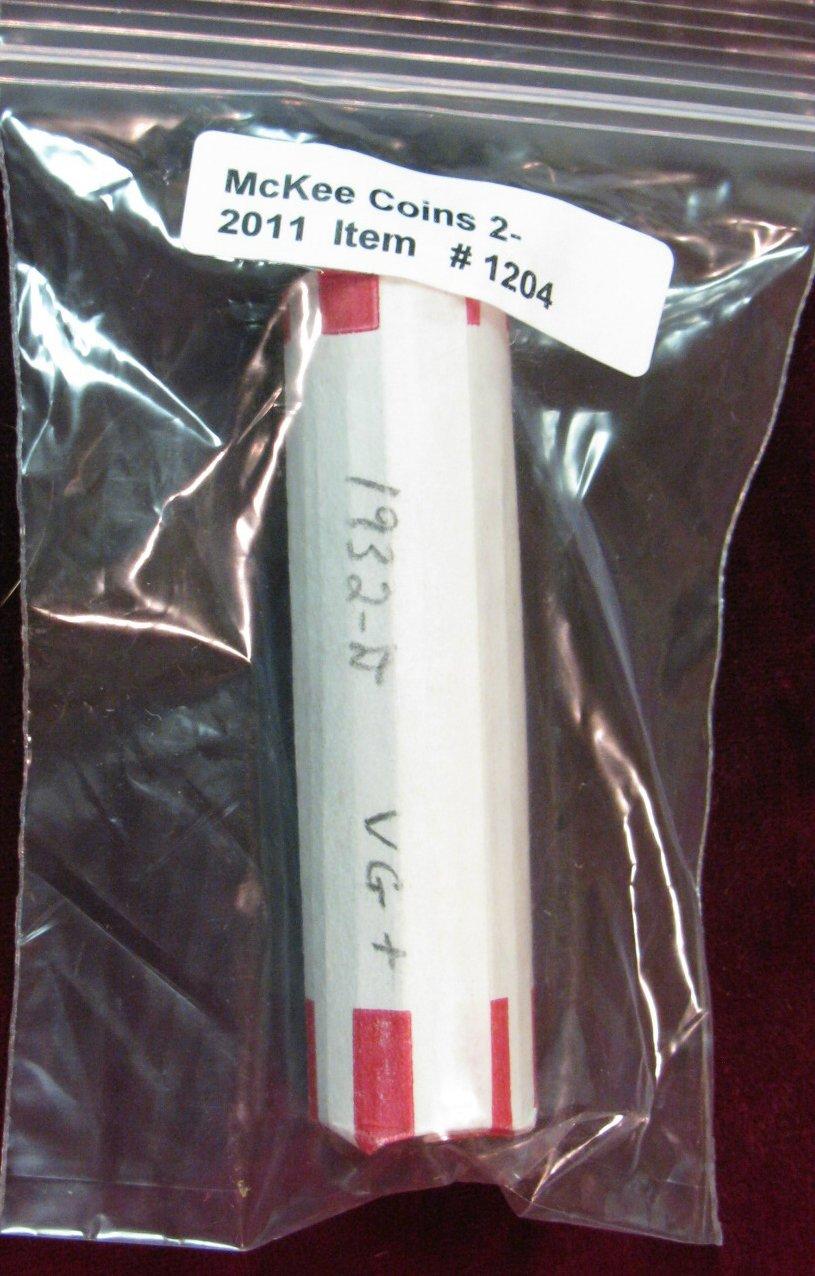 McKee Coins 2-
2011 Item # 1204
1932-D VG+